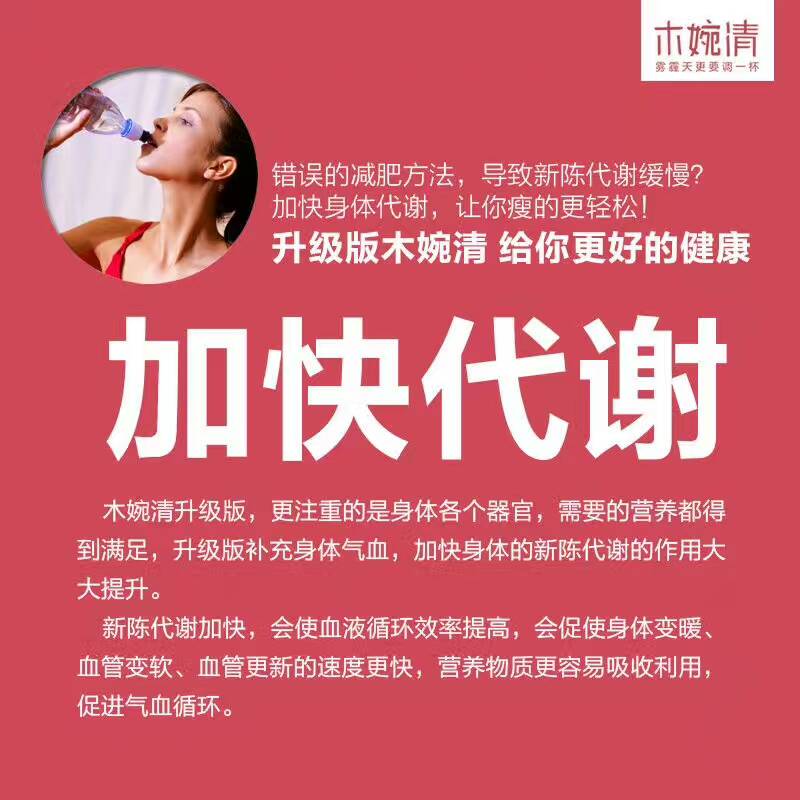 木婉清
雾霾天更要调一杯
错误的减肥方法，导致新陈代谢缓慢？
加快身体代谢，让你瘦的更轻松！
升级版木婉清 给你更好的健康
加快代谢
木婉清升级版，更注重的是身体各个器官，需要的营养都得
到满足，升级版补充身体气血，加快身体的新陈代谢的作用大
大提升。
新陈代谢加快，会使血液循环效率提高，会促使身体变暖、
血管变软、血管更新的速度更快，营养物质更容易吸收利用，
促进气血循环。